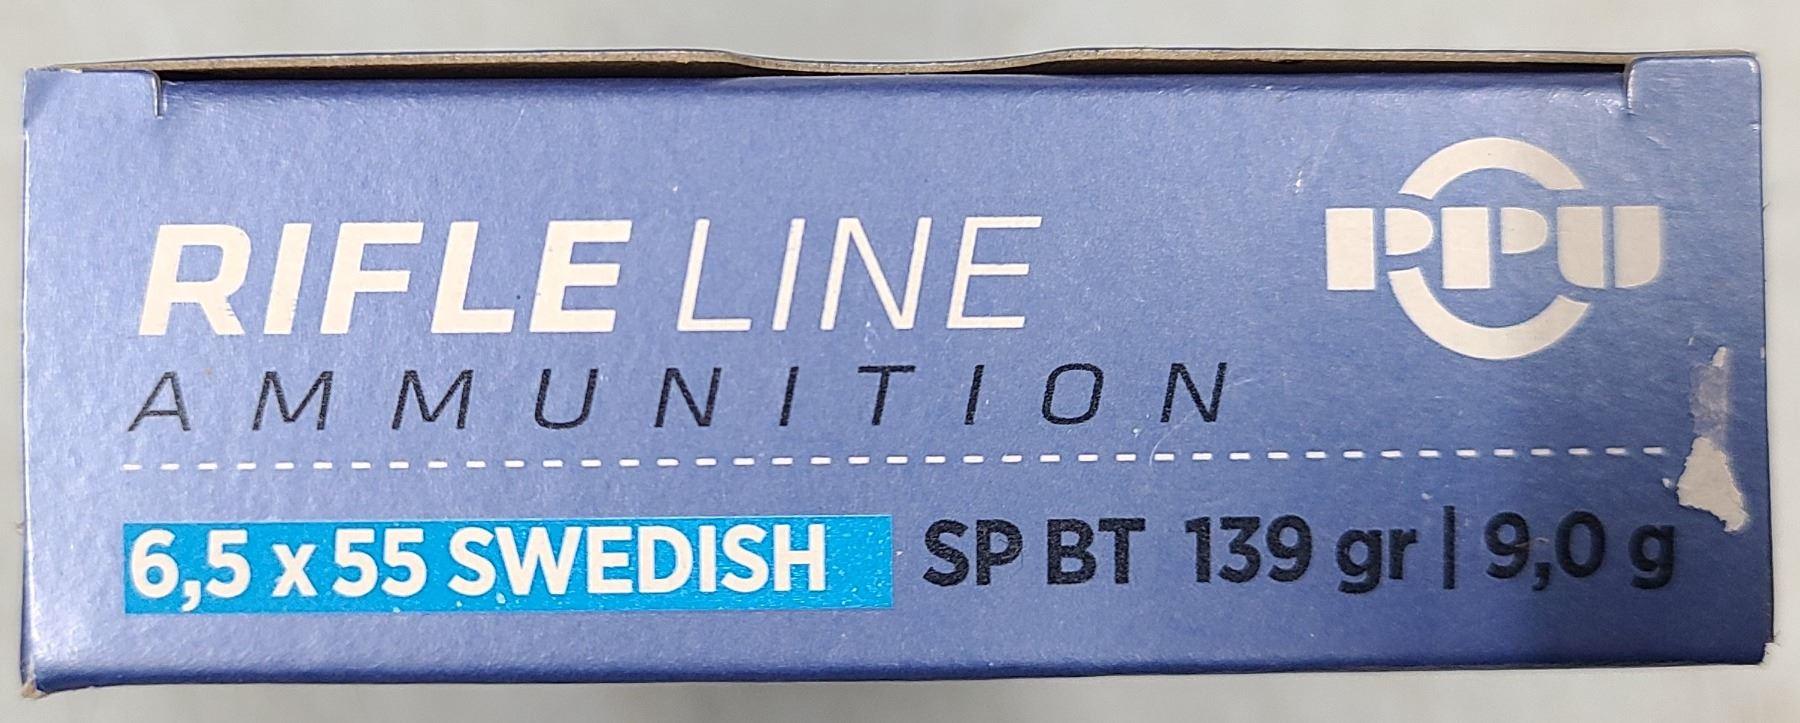 RIFLE LINE
PPU
AMMUNITION
6,5 x 55 SWEDISH SP BT 139 gr | 9,0 g